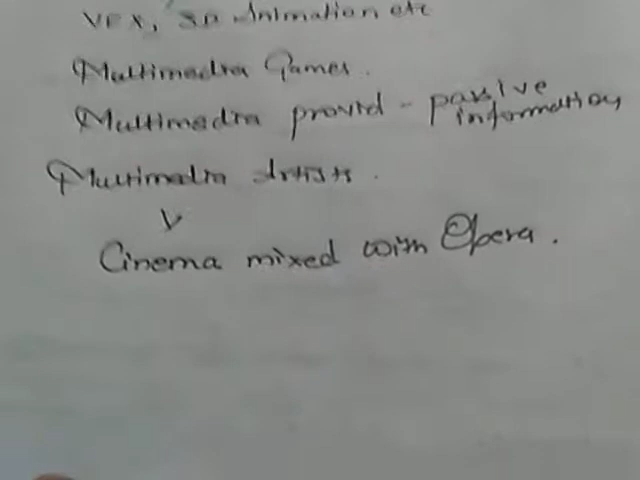 VFX, 3D Animation etc
Multimedia Games.
Multimedia provid - passive information
Multimedia Artists.
Cinema mixed with Opera.